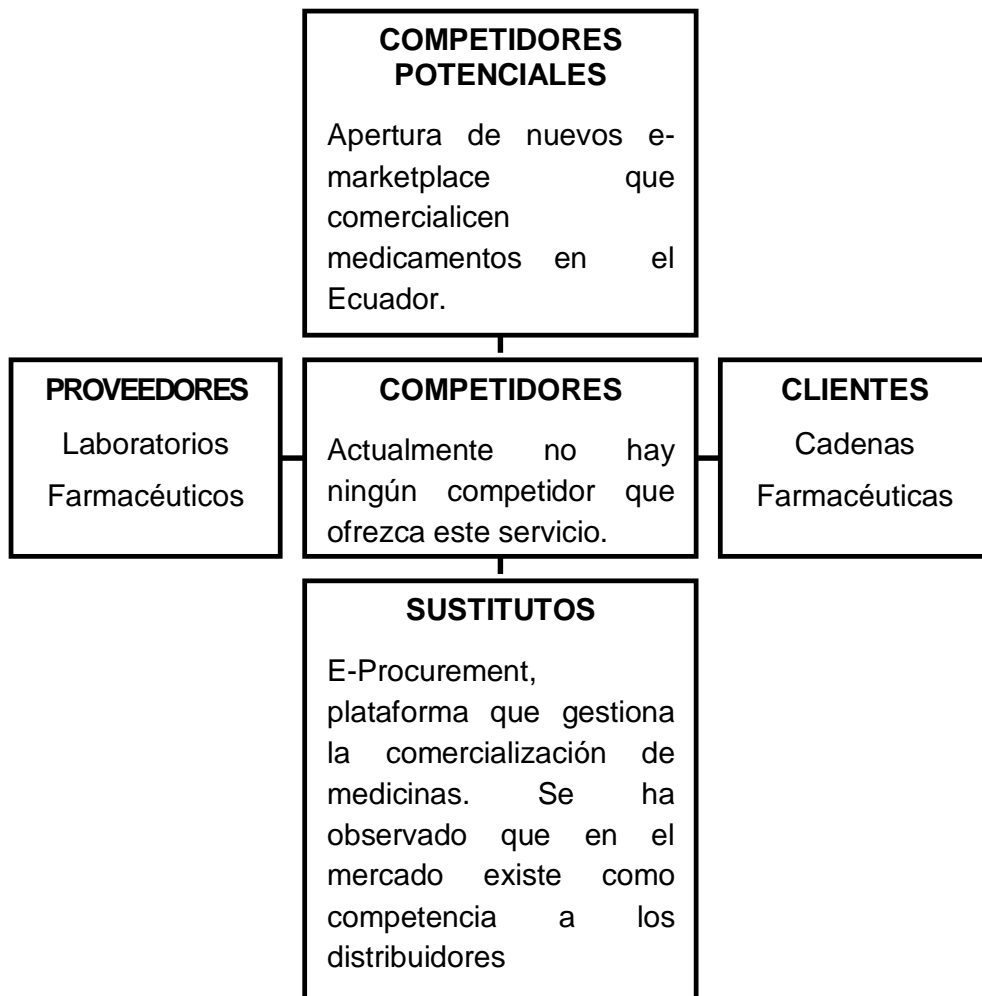 COMPETIDORES
POTENCIALES
Apertura de nuevos e-
marketplace que
comercialicen
medicamentos en el
Ecuador.
PROVEEDORES
Laboratorios
Farmacéuticos
COMPETIDORES
Actualmente no hay
ningún competidor que
ofrezca este servicio.
CLIENTES
Cadenas
Farmacéuticas
SUSTITUTOS
E-Procurement,
plataforma que gestiona
la comercialización de
medicinas. Se ha
observado que en el
mercado existe como
competencia a los
distribuidores